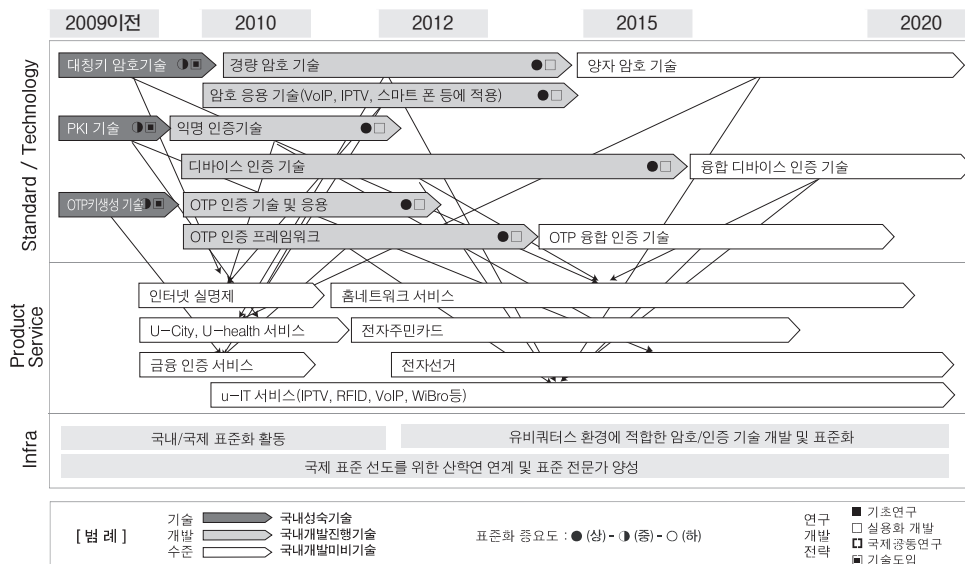 2009이전 2010 2012 2015 2020
Standard / Technology
대칭키 암호기술 ◑▣ 경량 암호 기술 ●□ 양자 암호 기술
암호 응용 기술(VoIP, IPTV, 스마트 폰 등에 적용) ●□
PKI 기술 ◑▣ 익명 인증기술 ●□
디바이스 인증 기술 ●□ 융합 디바이스 인증 기술
OTP키생성 기술 ◑▣ OTP 인증 기술 및 응용 ●□
OTP 인증 프레임워크 ●□ OTP 융합 인증 기술
Product
Service
인터넷 실명제 홈네트워크 서비스
U-City, U-health 서비스 전자주민카드
금융 인증 서비스 전자선거
u-IT 서비스(IPTV, RFID, VoIP, WiBro등)
Infra
국내/국제 표준화 활동 유비쿼터스 환경에 적합한 암호/인증 기술 개발 및 표준화
국제 표준 선도를 위한 산학연 연계 및 표준 전문가 양성
[범례]
기술 국내성숙기술
개발 국내개발진행기술
수준 국내개발미비기술
표준화 중요도 : ● (상) - ◑ (중) - ○ (하)
연구
개발
전략
■ 기초연구
□ 실용화 개발
국제공동연구
▣ 기술도입